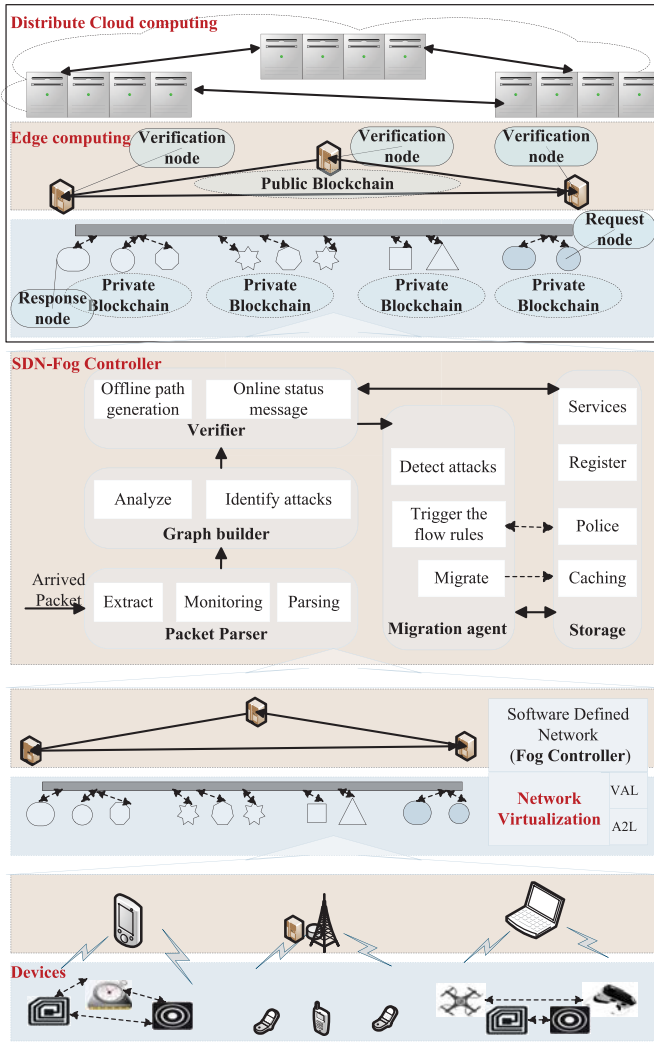 Distribute Cloud computing
Edge computing
Verification
node
Verification
node
Verification
node
Public Blockchain
Request
node
Response
node
Private
Blockchain
Private
Blockchain
Private
Blockchain
Private
Blockchain
SDN-Fog Controller
Offline path
generation
Online status
message
Verifier
Analyze
Identify attacks
Graph builder
Arrived
Packet
Extract
Monitoring
Parsing
Packet Parser
Detect attacks
Trigger the
flow rules
Migrate
Migration agent
Services
Register
Police
Caching
Storage
Software Defined
Network
(Fog Controller)
Network
Virtualization
VAL
A2L
Devices